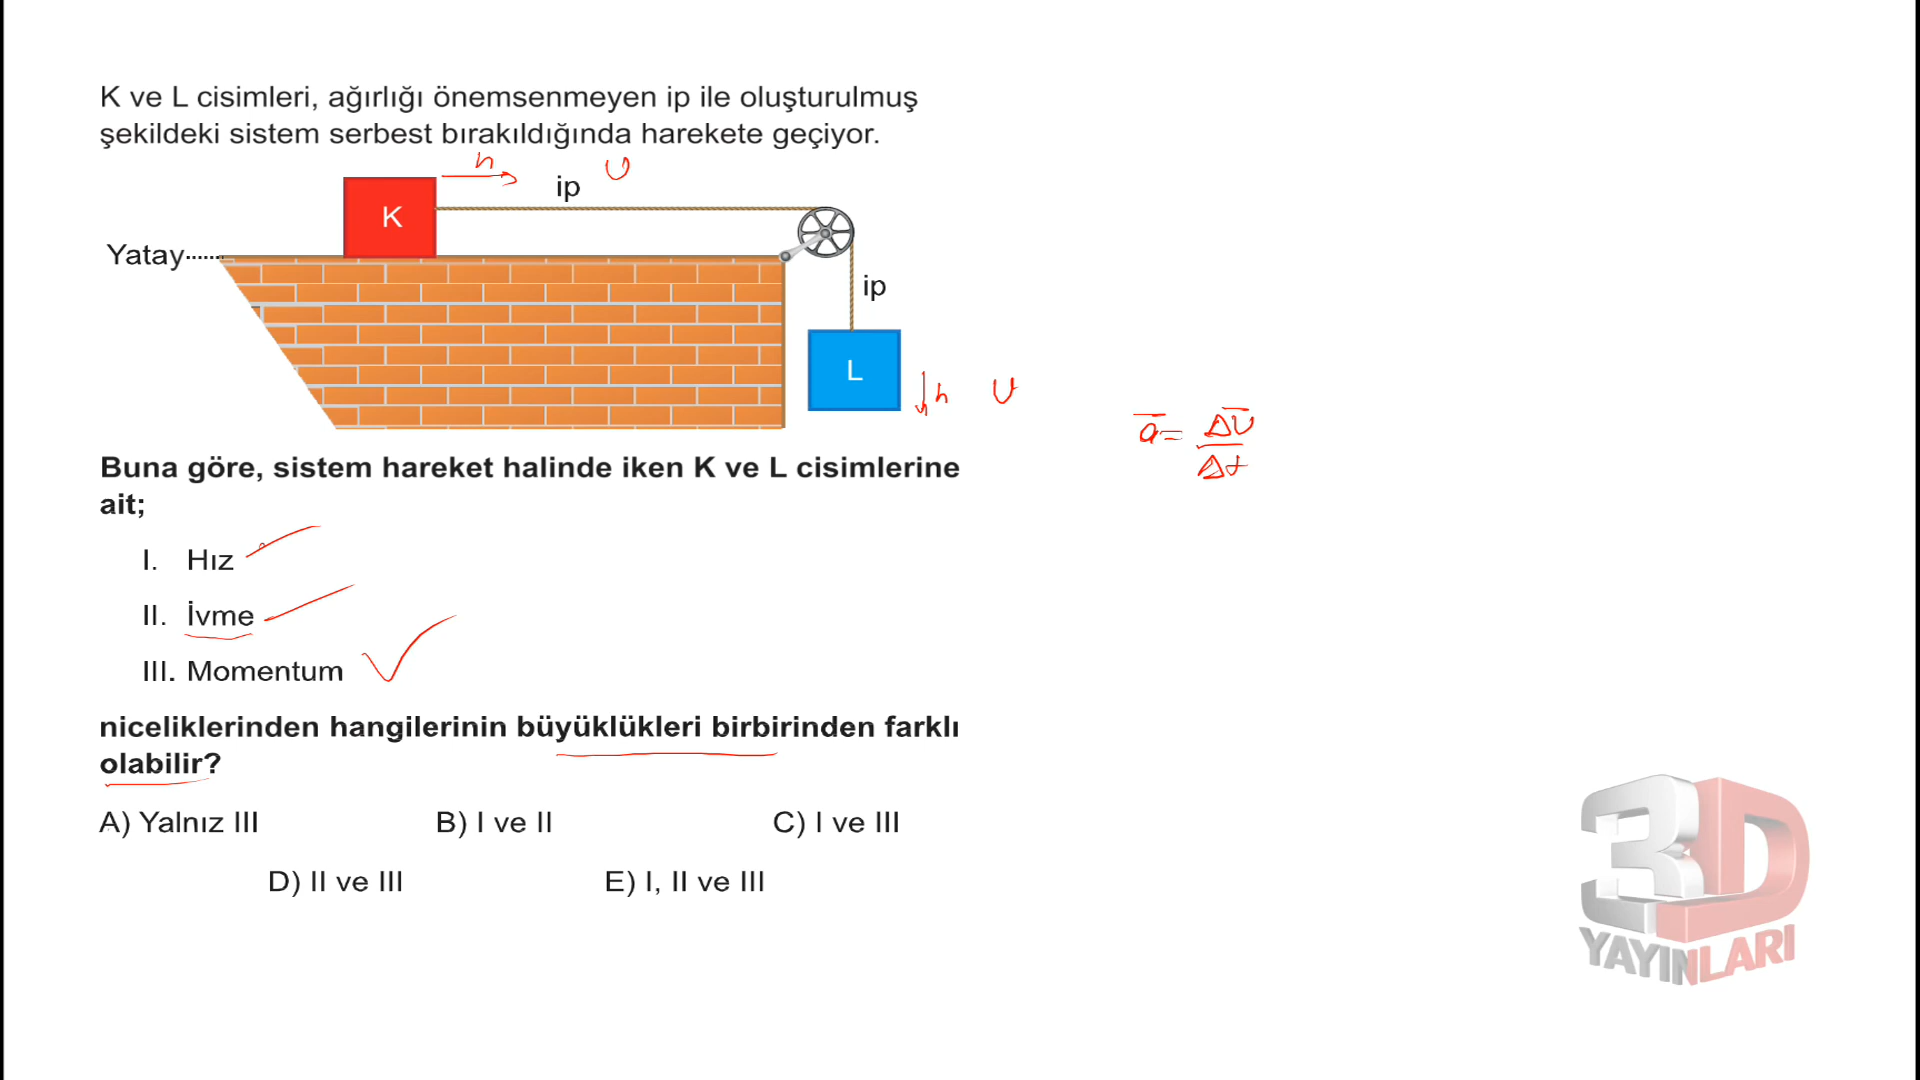 K ve L cisimleri, ağırlığı önemsenmeyen ip ile oluşturulmuş
şekildeki sistem serbest bırakıldığında harekete geçiyor.
h
υ
ip
K
Yatay
ip
L
h
υ
a = Δυ / Δt
Buna göre, sistem hareket halinde iken K ve L cisimlerine
ait;
I. Hız
II. İvme
III. Momentum
niceliklerinden hangilerinin büyüklükleri birbirinden farklı
olabilir?
A) Yalnız III B) I ve II C) I ve III
D) II ve III E) I, II ve III
3D
YAYINLARI